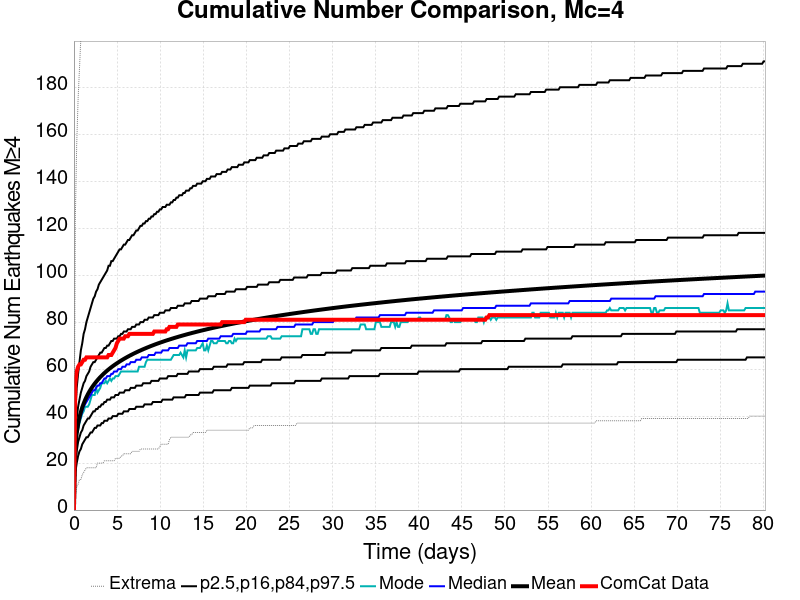 Cumulative Number Comparison, Mc=4
Cumulative Num Earthquakes M≥4
180
160
140
120
100
80
60
40
20
0
0 5 10 15 20 25 30 35 40 45 50 55 60 65 70 75 80
Time (days)
Extrema p2.5,p16,p84,p97.5 Mode Median Mean ComCat Data